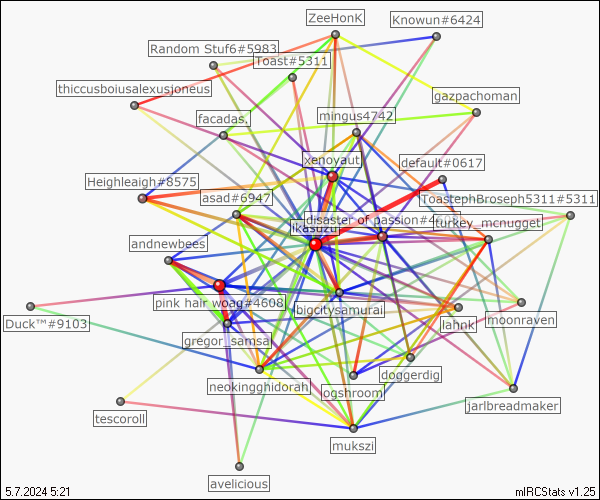 ZeeHonK
Knowun#6424
Random Stuf6#5983
Toast#5311
thiccusboiusalexusjoneus
gazpachoman
facadas,
mingus4742
xenoyaut
default#0617
Heighleaigh#8575
asad#6947
ToastephBroseph5311#5311
disaster of passion#4
turkey_mcnugget
ikasuzu
andnewbees
pink hair woag#4608
bigcitysamurai
lahnk
moonraven
Duck™#9103
gregor_samsa
doggerdig
neokingghidorah
ogshroom
jarlbreadmaker
tescoroll
mukszi
avelicious
5.7.2024 5:21
mIRCStats v1.25